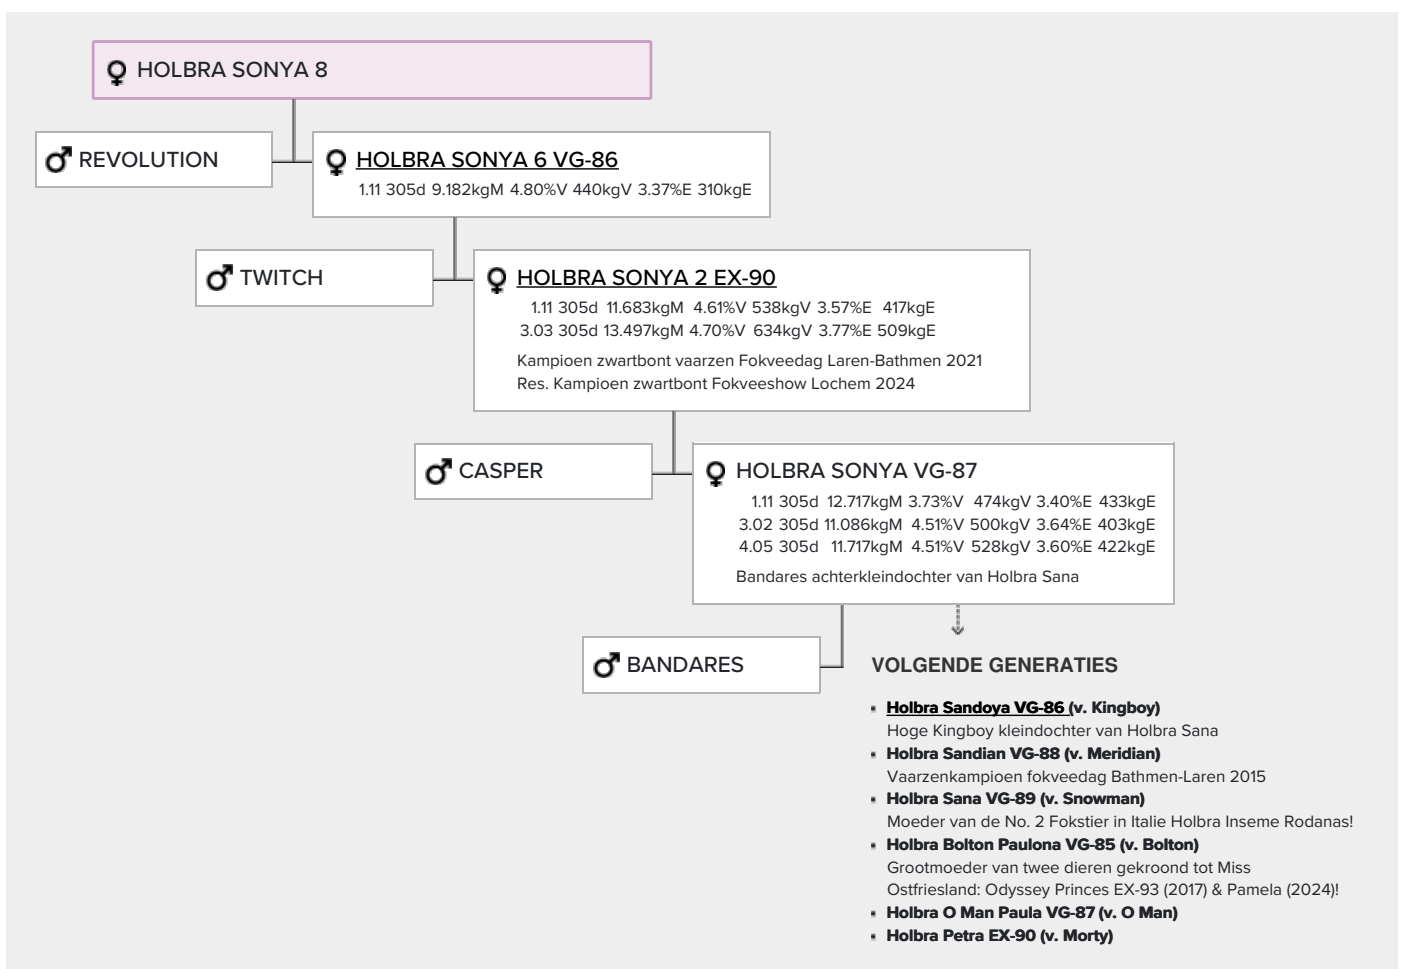 HOLBRA SONYA 8
REVOLUTION
HOLBRA SONYA 6 VG-86
1.11 305d 9.182kgM 4.80%V 440kgV 3.37%E 310kgE
TWITCH
HOLBRA SONYA 2 EX-90
1.11 305d 11.683kgM 4.61%V 538kgV 3.57%E 417kgE
3.03 305d 13.497kgM 4.70%V 634kgV 3.77%E 509kgE
Kampioen zwartbont vaarzen Fokveedag Laren-Bathmen 2021
Res. Kampioen zwartbont Fokveeshow Lochem 2024
CASPER
HOLBRA SONYA VG-87
1.11 305d 12.717kgM 3.73%V 474kgV 3.40%E 433kgE
3.02 305d 11.086kgM 4.51%V 500kgV 3.64%E 403kgE
4.05 305d 11.717kgM 4.51%V 528kgV 3.60%E 422kgE
Bandares achterkleindochter van Holbra Sana
BANDARES
VOLGENDE GENERATIES
Holbra Sandoya VG-86 (v. Kingboy)
Hoge Kingboy kleindochter van Holbra Sana
Holbra Sandian VG-88 (v. Meridian)
Vaarzenkampioen fokveedag Bathmen-Laren 2015
Holbra Sana VG-89 (v. Snowman)
Moeder van de No. 2 Fokstier in Italie Holbra Inseme Rodanas!
Holbra Bolton Paulona VG-85 (v. Bolton)
Grootmoeder van twee dieren gekroond tot Miss
Ostfriesland: Odyssey Princes EX-93 (2017) & Pamela (2024)!
Holbra O Man Paula VG-87 (v. O Man)
Holbra Petra EX-90 (v. Morty)